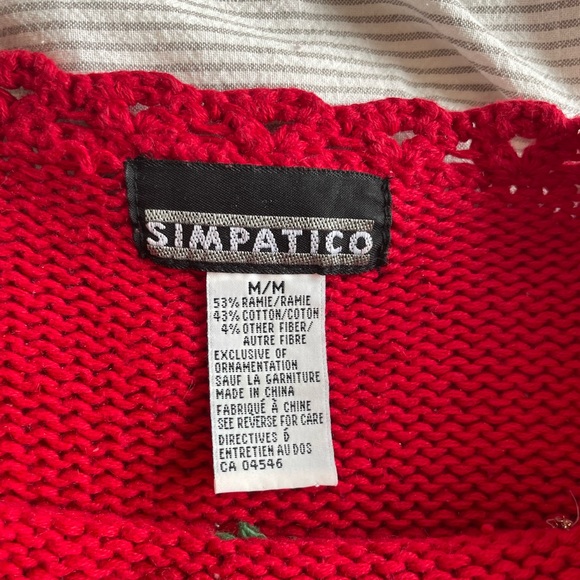 SIMPATICO
M/M
53% RAMIE/RAMIE
43% COTTON/COTON
4% OTHER FIBER/
AUTRE FIBRE
EXCLUSIVE OF
ORNAMENTATION
SAUF LA GARNITURE
MADE IN CHINA
FABRIQUÉ À CHINE
SEE REVERSE FOR CARE
DIRECTIVES Ó
ENTRETIEN AU DOS
CA 04546